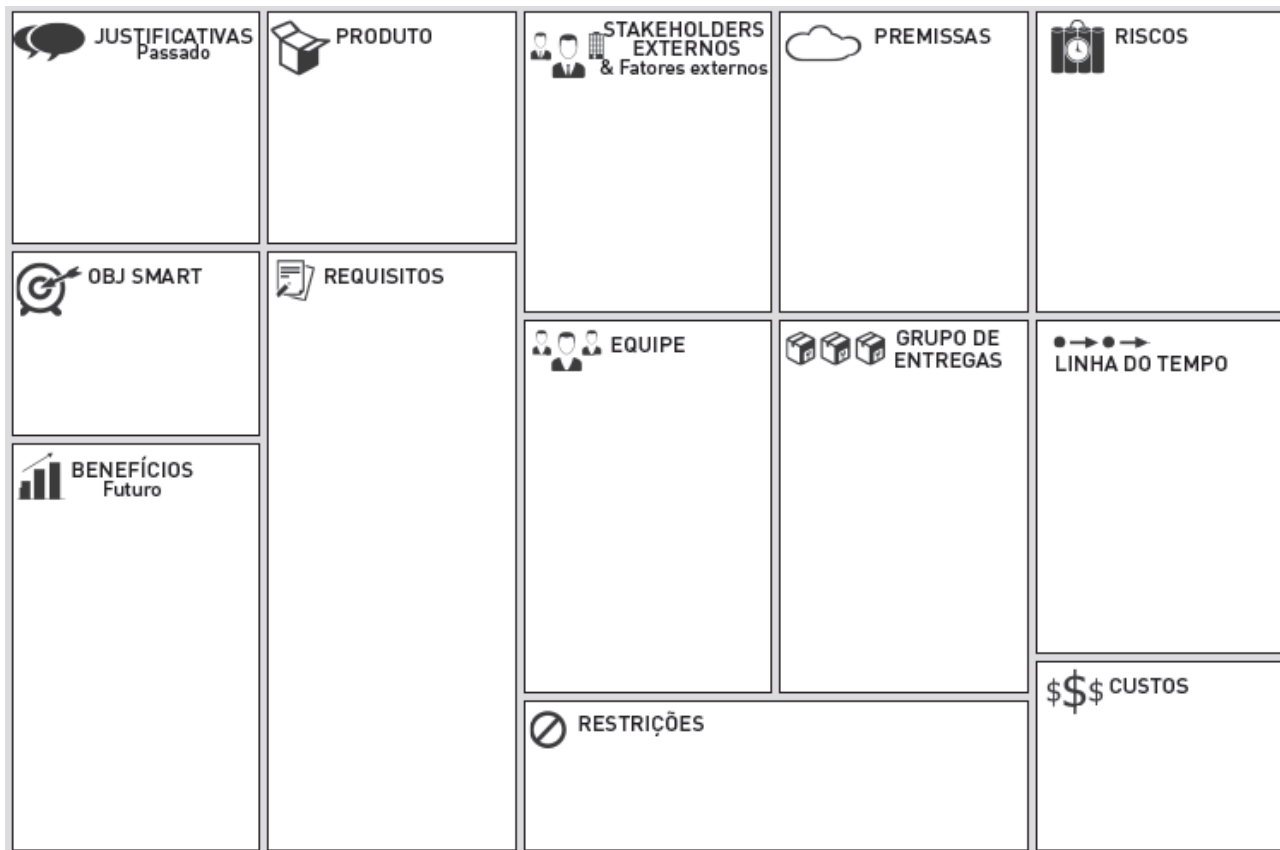 JUSTIFICATIVAS
Passado
PRODUTO
STAKEHOLDERS
EXTERNOS
& Fatores externos
PREMISSAS
RISCOS
OBJ SMART
REQUISITOS
EQUIPE
GRUPO DE
ENTREGAS
LINHA DO TEMPO
BENEFÍCIOS
Futuro
RESTRIÇÕES
$$$ CUSTOS